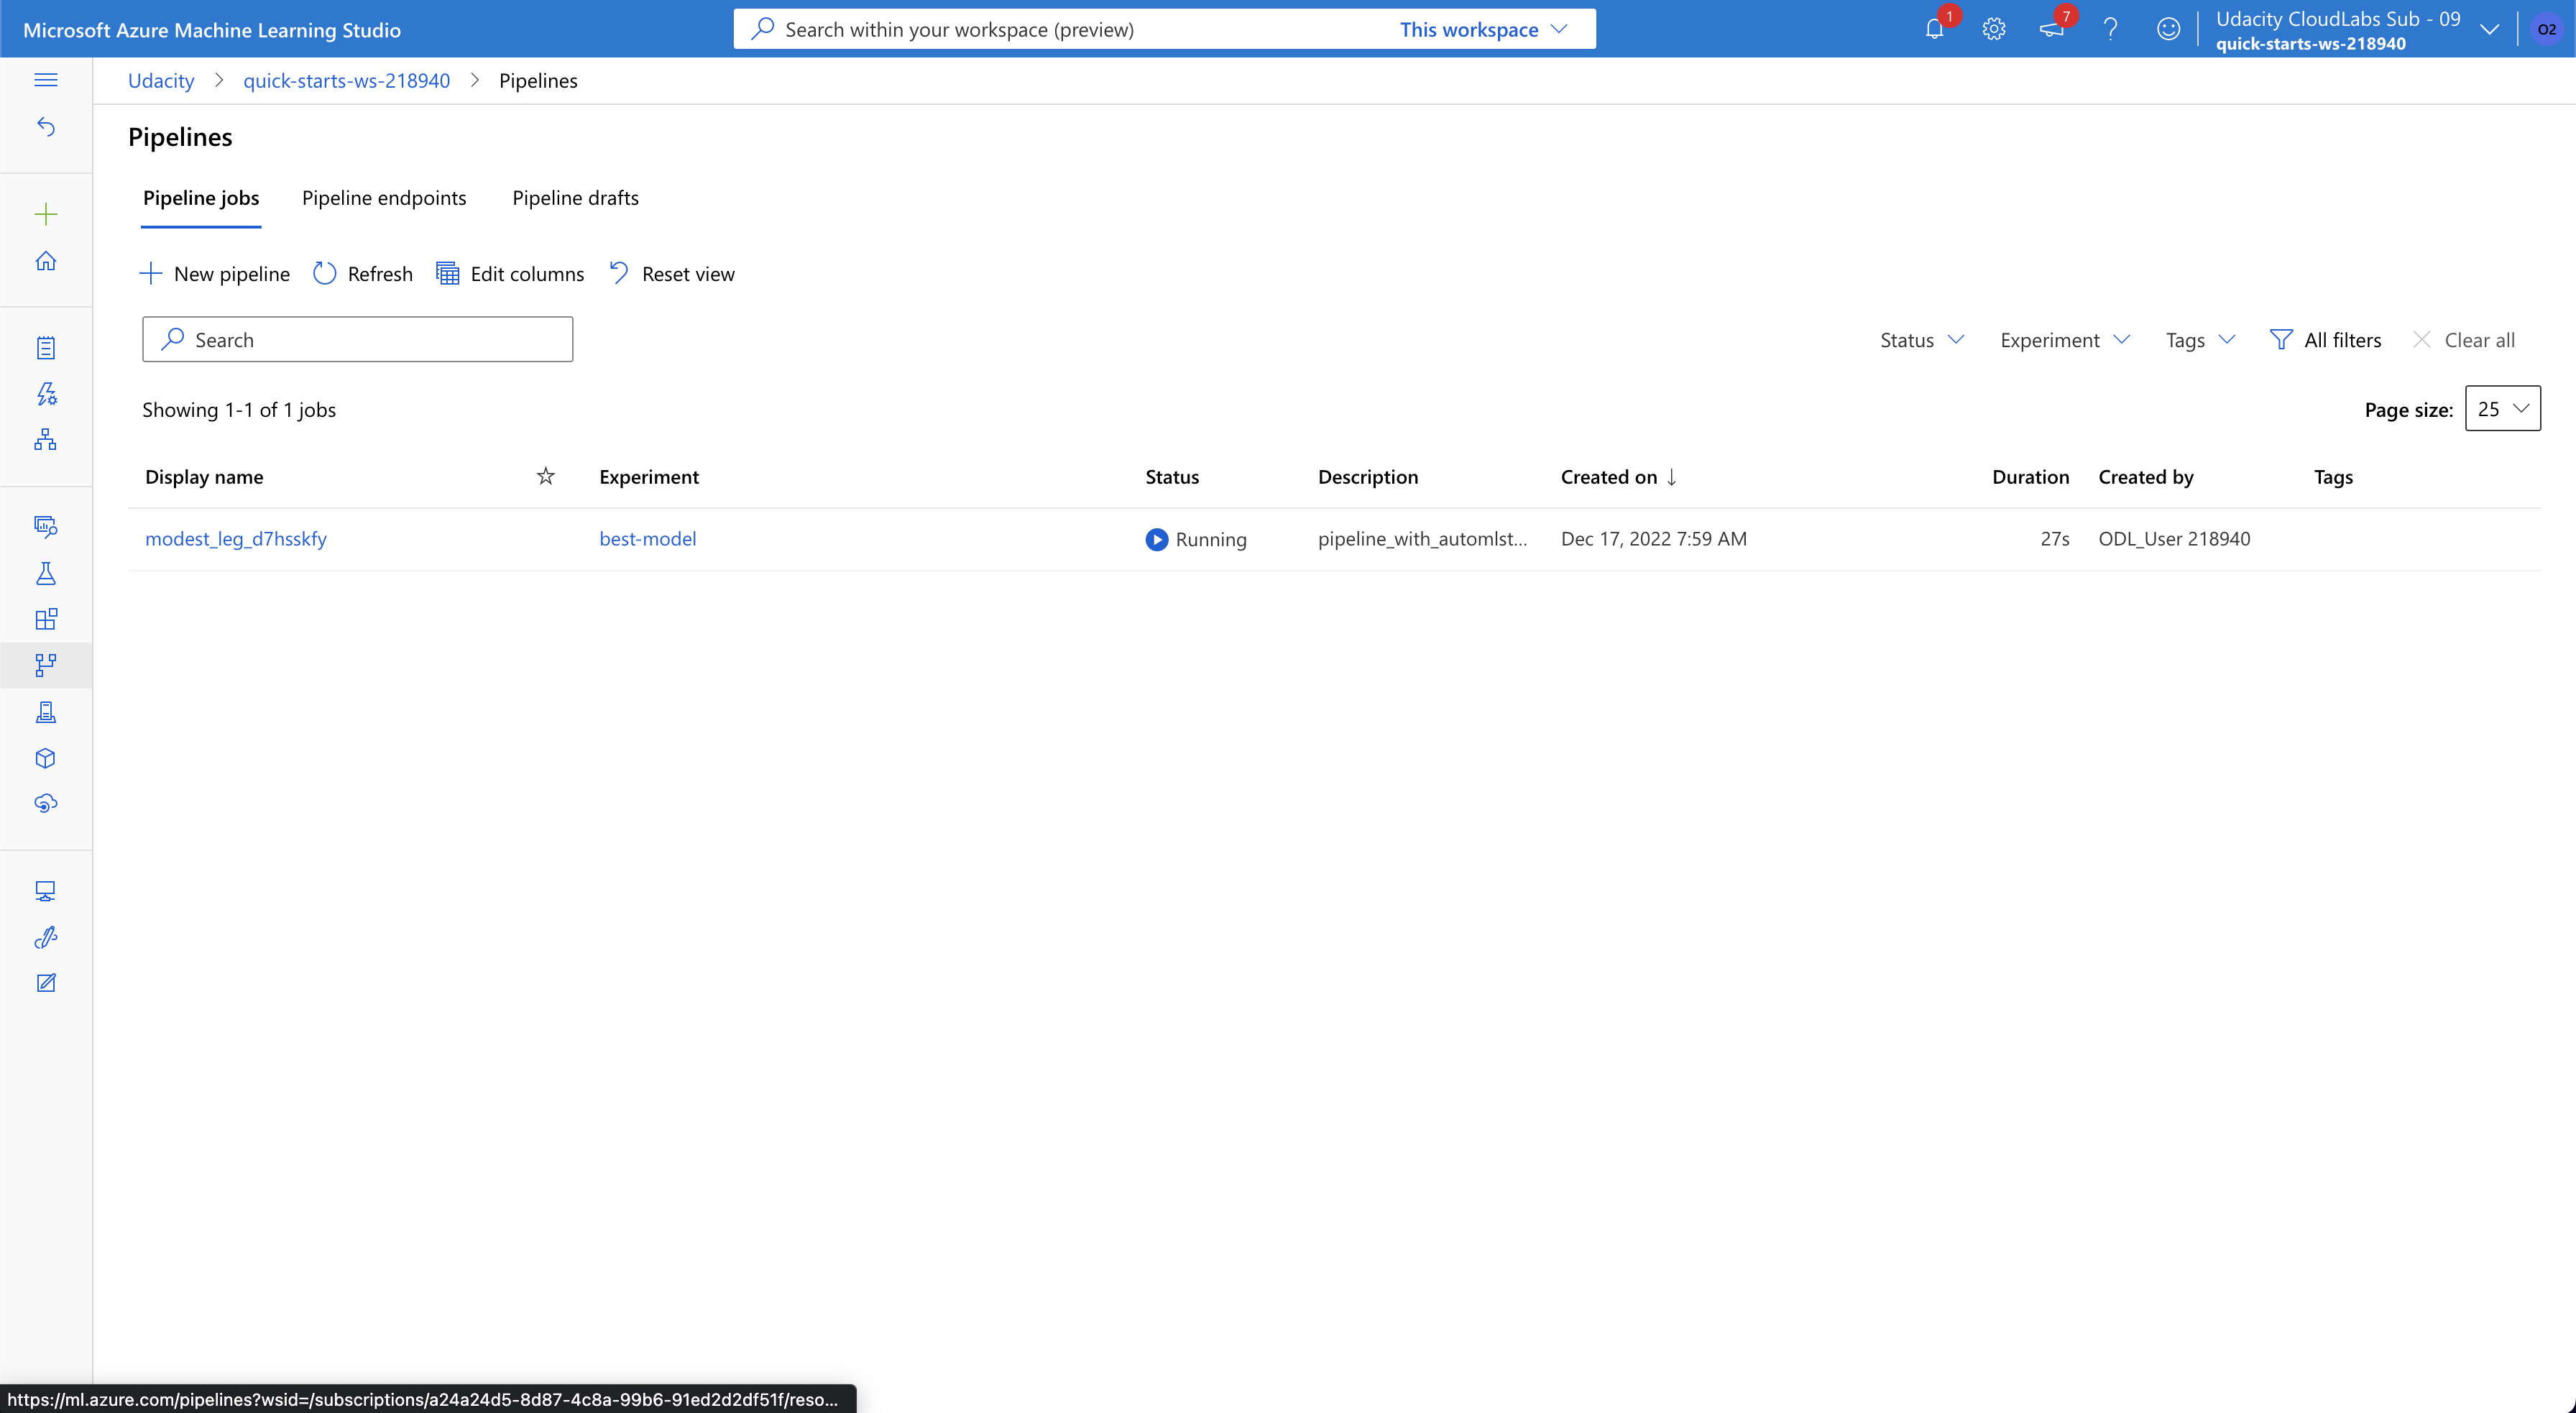 Microsoft Azure Machine Learning Studio
Search within your workspace (preview)
This workspace
1
7
Udacity CloudLabs Sub - 09
quick-starts-ws-218940
O2
Udacity > quick-starts-ws-218940 > Pipelines
Pipelines
Pipeline jobs Pipeline endpoints Pipeline drafts
New pipeline Refresh Edit columns Reset view
Search
Status Experiment Tags All filters Clear all
Showing 1-1 of 1 jobs
Page size: 25
Display name Experiment Status Description Created on ↓ Duration Created by Tags
modest_leg_d7hsskfy best-model Running pipeline_with_automlst... Dec 17, 2022 7:59 AM 27s ODL_User 218940
https://ml.azure.com/pipelines?wsid=/subscriptions/a24a24d5-8d87-4c8a-99b6-91ed2d2df51f/reso...